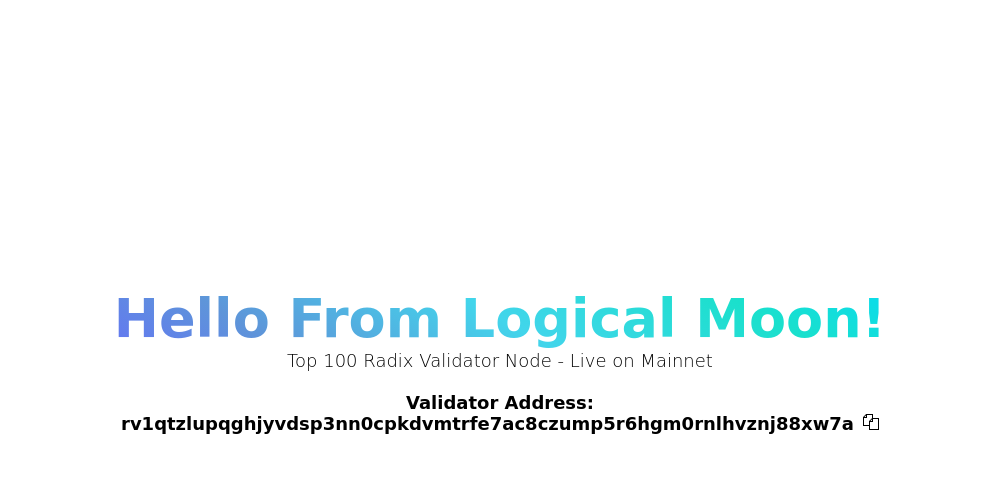 Hello From Logical Moon!
Top 100 Radix Validator Node - Live on Mainnet
Validator Address:
rv1qtzlupqghjyvdsp3nn0cpkdvmtrfe7ac8czump5r6hgm0rnlhvznj88xw7a